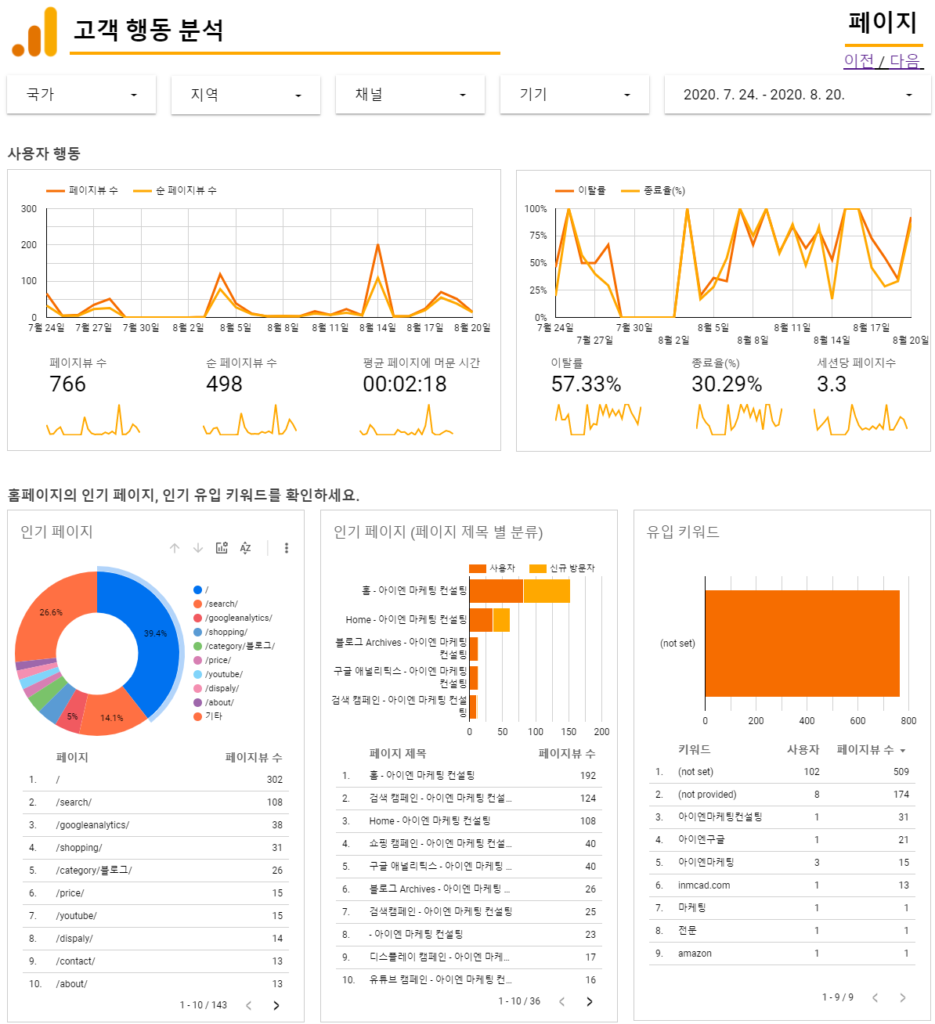 고객 행동 분석
페이지
이전 / 다음
국가
지역
채널
기기
2020. 7. 24. - 2020. 8. 20.
사용자 행동
페이지뷰 수 순 페이지뷰 수
300
200
100
0
7월 24일 7월 27일 7월 30일 8월 2일 8월 5일 8월 8일 8월 11일 8월 14일 8월 17일 8월 20일
페이지뷰 수 순 페이지뷰 수 평균 페이지에 머문 시간
766 498 00:02:18
이탈률 종료율(%)
100%
75%
50%
25%
0%
7월 24일 7월 30일 8월 5일 8월 11일 8월 17일
7월 27일 8월 2일 8월 8일 8월 14일 8월 20일
이탈률 종료율(%) 세션당 페이지수
57.33% 30.29% 3.3
홈페이지의 인기 페이지, 인기 유입 키워드를 확인하세요.
인기 페이지
26.6%
39.4%
5%
14.1%
/
/search/
/googleanalytics/
/shopping/
/category/블로그/
/price/
/youtube/
/dispaly/
/about/
기타
페이지 페이지뷰 수
1. / 302
2. /search/ 108
3. /googleanalytics/ 38
4. /shopping/ 31
5. /category/블로그/ 26
6. /price/ 15
7. /youtube/ 15
8. /dispaly/ 14
9. /contact/ 13
10. /about/ 13
1 - 10 / 143
인기 페이지 (페이지 제목 별 분류)
사용자 신규 방문자
홈 - 아이엔 마케팅 컨설팅
Home - 아이엔 마케팅 컨설팅
블로그 Archives - 아이엔 마케팅
컨설팅
구글 애널리틱스 - 아이엔 마케팅
컨설팅
검색 캠페인 - 아이엔 마케팅 컨설
팅
0 50 100 150 200
페이지 제목 페이지뷰 수
1. 홈 - 아이엔 마케팅 컨설팅 192
2. 검색 캠페인 - 아이엔 마케팅 컨설... 124
3. Home - 아이엔 마케팅 컨설팅 108
4. 쇼핑 캠페인 - 아이엔 마케팅 컨설... 40
5. 구글 애널리틱스 - 아이엔 마케팅 ... 40
6. 블로그 Archives - 아이엔 마케팅 ... 26
7. 검색캠페인 - 아이엔 마케팅 컨설팅 25
8. - 아이엔 마케팅 컨설팅 23
9. 디스플레이 캠페인 - 아이엔 마케... 17
10. 유튜브 캠페인 - 아이엔 마케팅 컨... 16
1 - 10 / 36
유입 키워드
(not set)
0 200 400 600 800
키워드 사용자 페이지뷰 수
1. (not set) 102 509
2. (not provided) 8 174
3. 아이엔마케팅컨설팅 1 31
4. 아이엔구글 1 21
5. 아이엔마케팅 3 15
6. inmcad.com 1 13
7. 마케팅 1 1
8. 전문 1 1
9. amazon 1 1
1 - 9 / 9